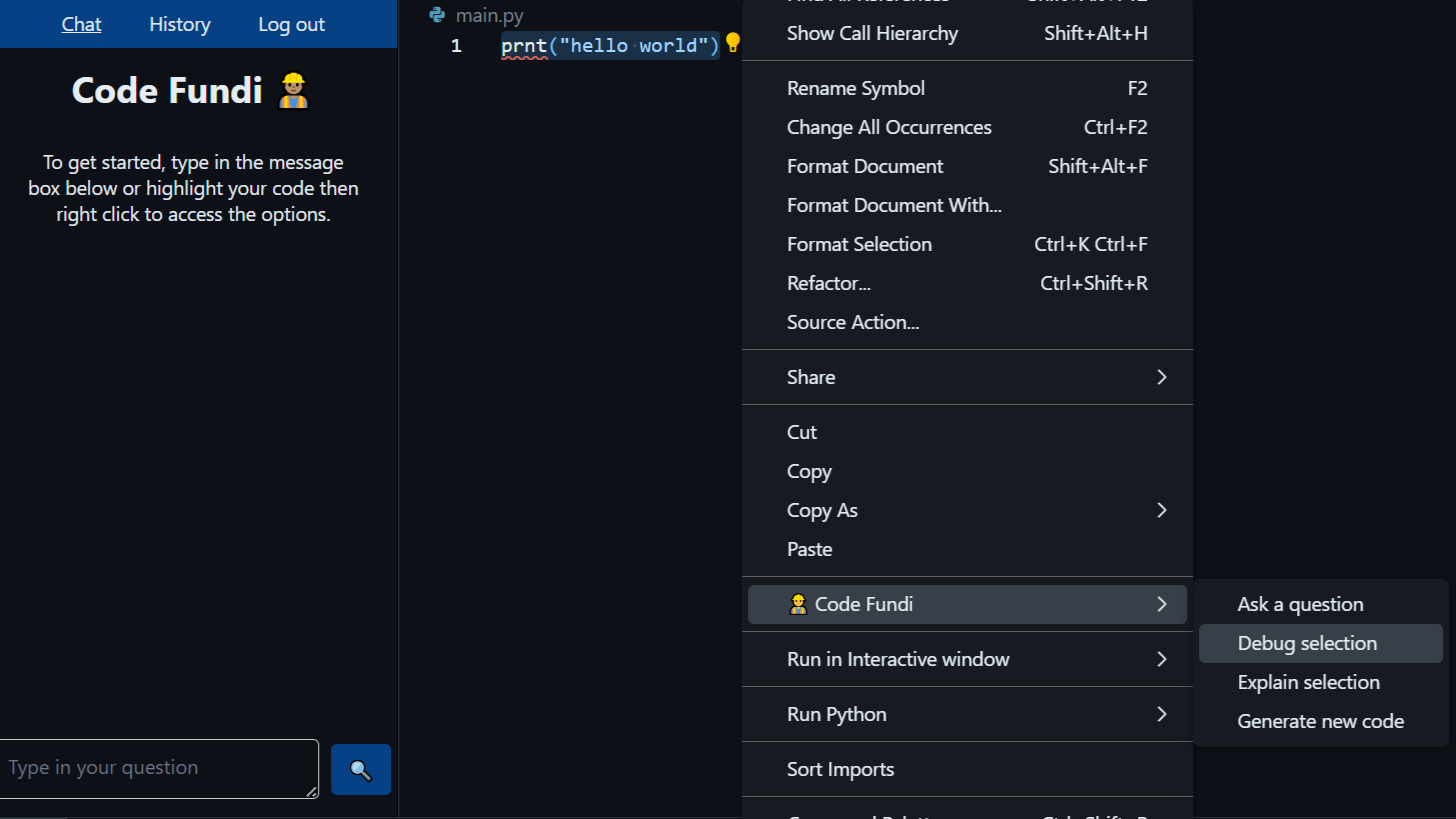 Chat History Log out
Code Fundi
To get started, type in the message
box below or highlight your code then
right click to access the options.
Type in your question
main.py
1 prnt("hello world")
Show Call Hierarchy Shift+Alt+H
Rename Symbol F2
Change All Occurrences Ctrl+F2
Format Document Shift+Alt+F
Format Document With...
Format Selection Ctrl+K Ctrl+F
Refactor... Ctrl+Shift+R
Source Action...
Share
Cut
Copy
Copy As
Paste
Code Fundi
Run in Interactive window
Run Python
Sort Imports
Ask a question
Debug selection
Explain selection
Generate new code